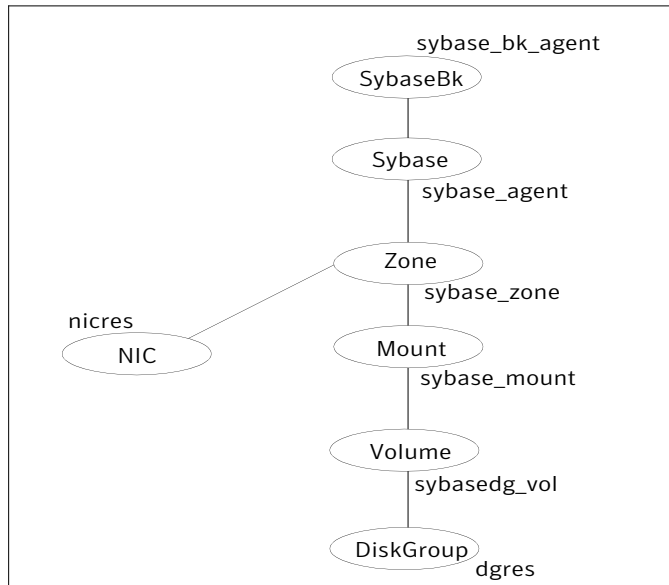 sybase_bk_agent
SybaseBk
Sybase
sybase_agent
Zone
sybase_zone
nicres
NIC
Mount
sybase_mount
Volume
sybasedg_vol
DiskGroup
dgres